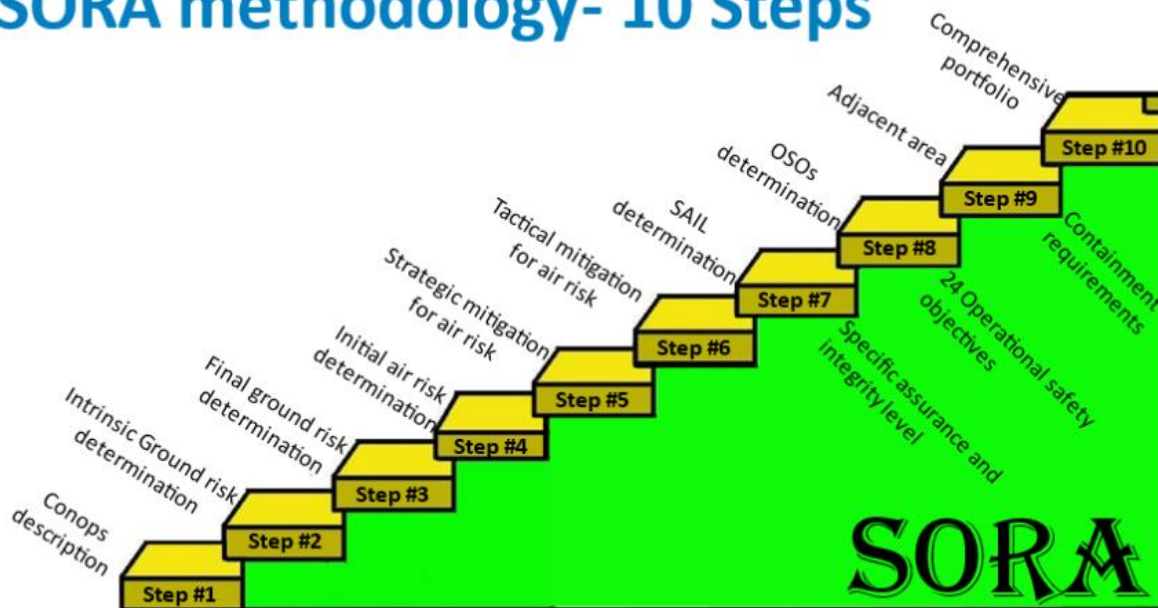 SORA methodology- 10 Steps
Conops
description
Step #1
Intrinsic Ground risk
determination
Step #2
Final ground risk
determination
Step #3
Initial air risk
determination
Step #4
Strategic mitigation
for air risk
Step #5
Tactical mitigation
for air risk
Step #6
SAIL
determination
Step #7
Specific assurance and
integrity level
OSOs
determination
Step #8
24 Operational safety
objectives
Adjacent area
Step #9
Containment
requirements
Comprehensive
portfolio
Step #10
SORA